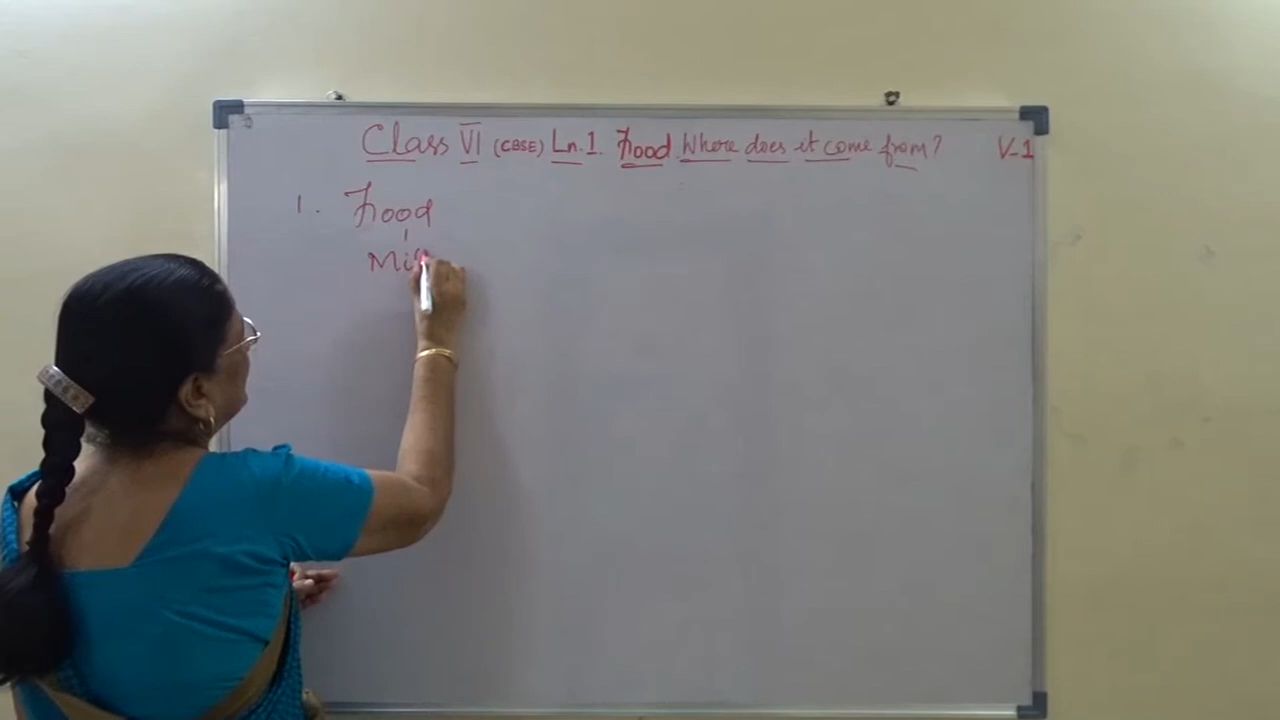 Class VI (CBSE) Ln.1. Food Where does it come from? V-1
1. Food